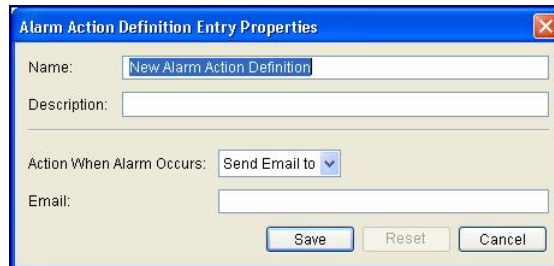 Alarm Action Definition Entry Properties
Name: New Alarm Action Definition
Description:
Action When Alarm Occurs: Send Email to
Email:
Save Reset Cancel